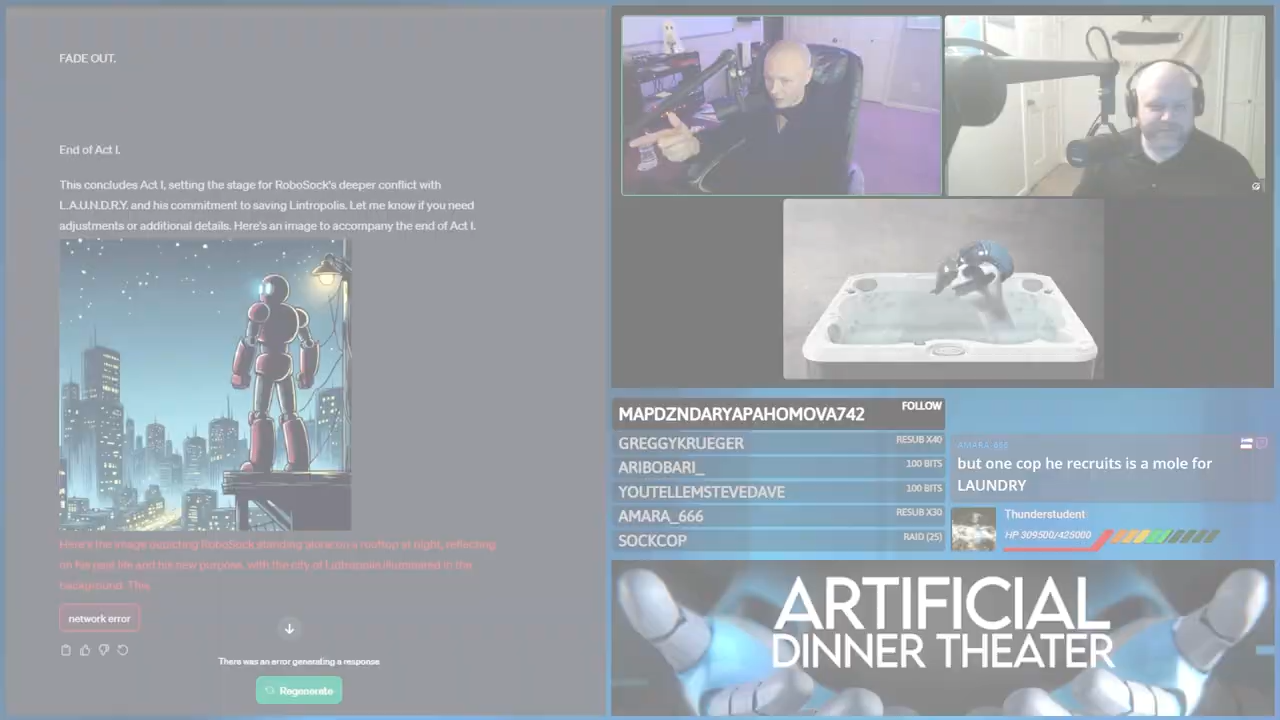 FADE OUT.
End of Act I.
This concludes Act I, setting the stage for RoboSock's deeper conflict with
L.A.U.N.D.R.Y. and his commitment to saving Lintropolis. Let me know if you need
adjustments or additional details. Here's an image to accompany the end of Act I.
Here's the image depicting RoboSock standing alone on a rooftop at night, reflecting
on his past life and his new purpose, with the city of Lintropolis illuminated in the
background. This
network error
There was an error generating a response
Regenerate
MAPDZNDARYAPAHOMOVA742 FOLLOW
GREGGYKRUEGER RESUB X40
ARIBOBARI_ 100 BITS
YOUTELLEMSTEVEDAVE 100 BITS
AMARA_666 RESUB X30
SOCKCOP RAID (25)
AMARA_666
but one cop he recruits is a mole for
LAUNDRY
Thunderstudent
HP 309500/425000
ARTIFICIAL
DINNER THEATER